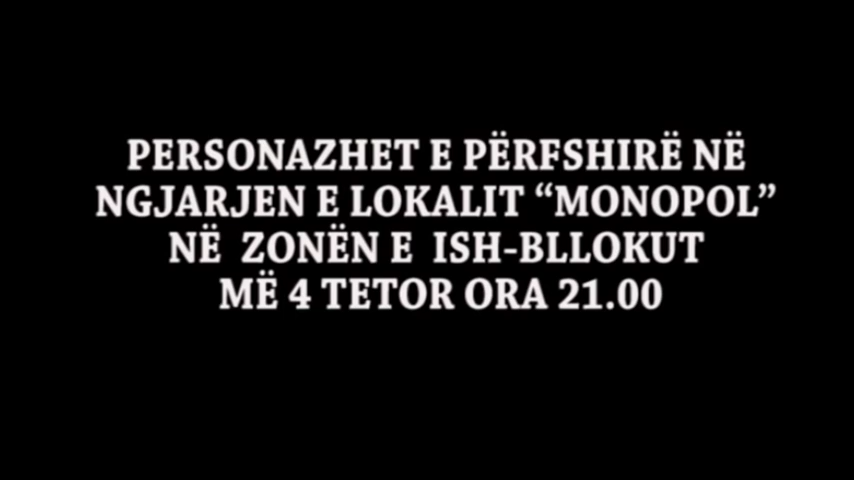 PERSONAZHET E PËRFSHIRË NË
NGJARJEN E LOKALIT “MONOPOL”
NË ZONËN E ISH-BLLOKUT
MË 4 TETOR ORA 21.00